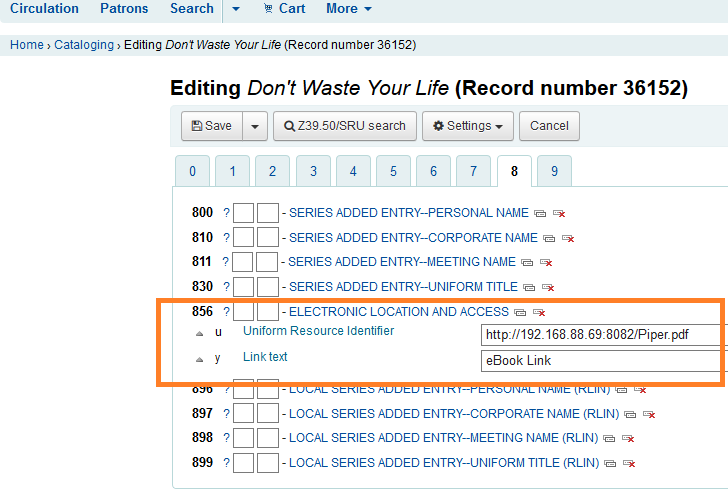 Circulation Patrons Search Cart More
Home › Cataloging › Editing Don't Waste Your Life (Record number 36152)
Editing Don't Waste Your Life (Record number 36152)
Save Z39.50/SRU search Settings Cancel
0 1 2 3 4 5 6 7 8 9
800 ? - SERIES ADDED ENTRY--PERSONAL NAME
810 ? - SERIES ADDED ENTRY--CORPORATE NAME
811 ? - SERIES ADDED ENTRY--MEETING NAME
830 ? - SERIES ADDED ENTRY--UNIFORM TITLE
856 ? - ELECTRONIC LOCATION AND ACCESS
u Uniform Resource Identifier http://192.168.88.69:8082/Piper.pdf
y Link text eBook Link
896 ? - LOCAL SERIES ADDED ENTRY--PERSONAL NAME (RLIN)
897 ? - LOCAL SERIES ADDED ENTRY--CORPORATE NAME (RLIN)
898 ? - LOCAL SERIES ADDED ENTRY--MEETING NAME (RLIN)
899 ? - LOCAL SERIES ADDED ENTRY--UNIFORM TITLE (RLIN)